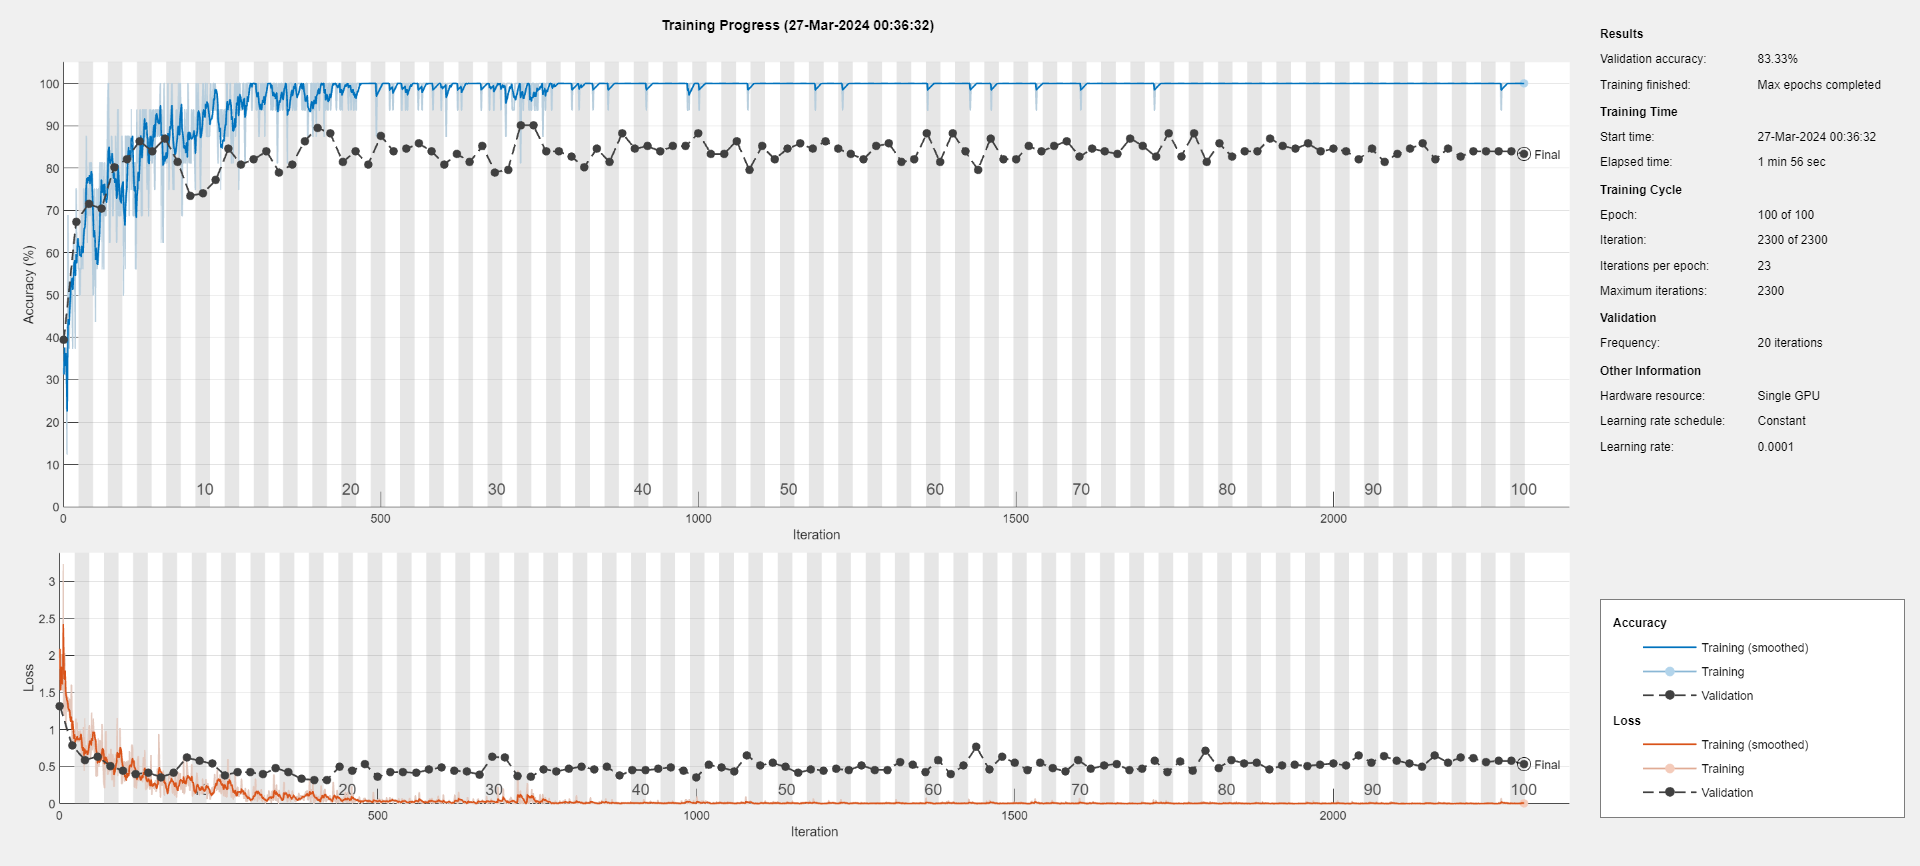 Training Progress (27-Mar-2024 00:36:32)
Accuracy (%)
100
90
80
70
60
50
40
30
20
10
0
Final
10 20 30 40 50 60 70 80 90 100
0 500 1000 1500 2000
Iteration
Loss
3
2.5
2
1.5
1
0.5
0
Final
20 30 40 50 60 70 80 90 100
0 500 1000 1500 2000
Iteration
Results
Validation accuracy: 83.33%
Training finished: Max epochs completed
Training Time
Start time: 27-Mar-2024 00:36:32
Elapsed time: 1 min 56 sec
Training Cycle
Epoch: 100 of 100
Iteration: 2300 of 2300
Iterations per epoch: 23
Maximum iterations: 2300
Validation
Frequency: 20 iterations
Other Information
Hardware resource: Single GPU
Learning rate schedule: Constant
Learning rate: 0.0001
Accuracy
Training (smoothed)
Training
Validation
Loss
Training (smoothed)
Training
Validation